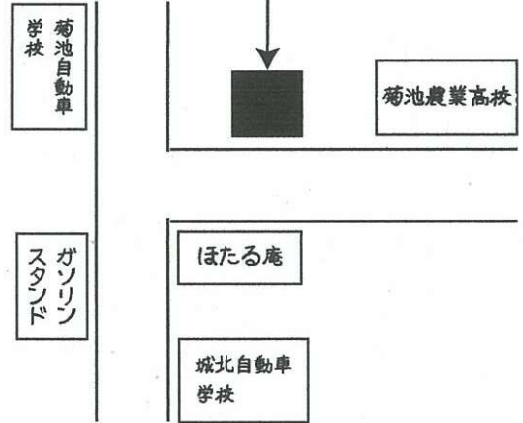 菊池自動車
学校
菊池農業高校
ほたる庵
ガソリン
スタンド
城北自動車
学校